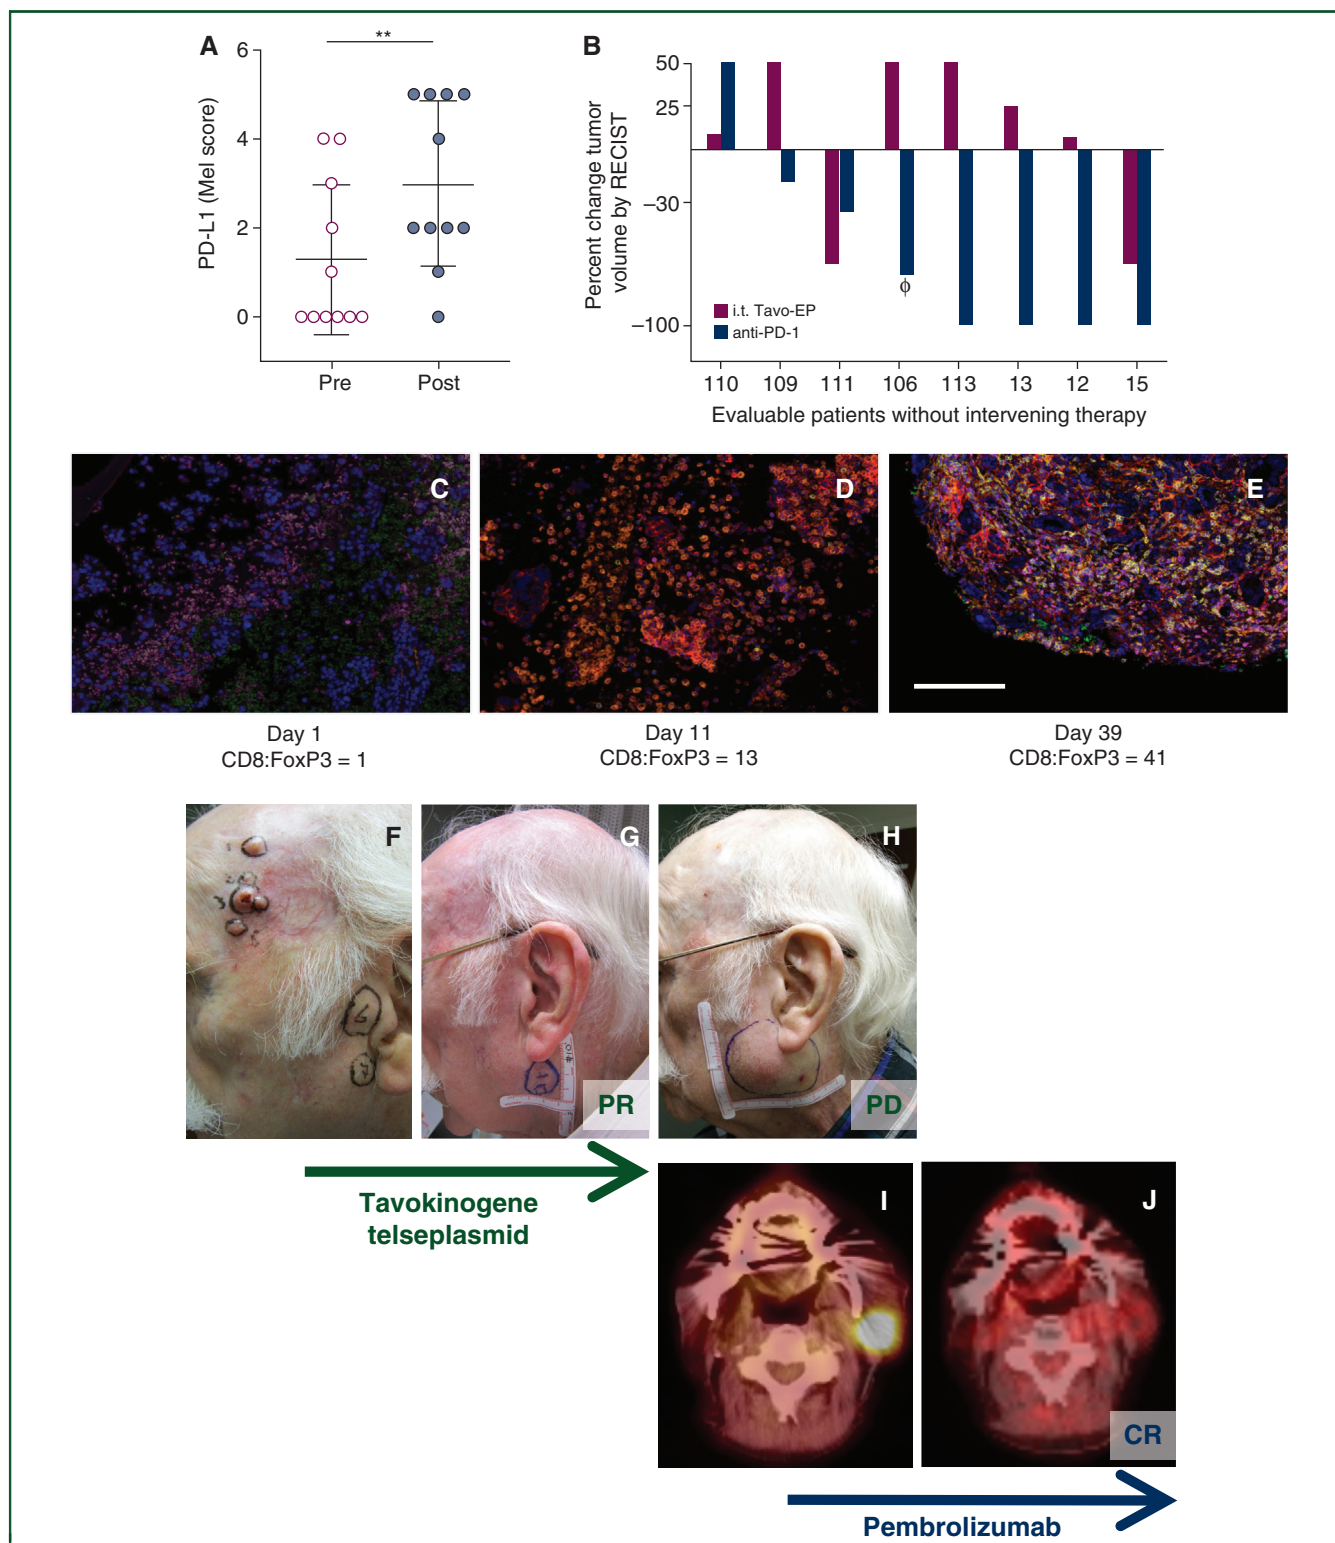 A
**
6
4
2
0
PD-L1 (Mel score)
Pre
Post
B
50
25
−30
−100
Percent change tumor
volume by RECIST
ϕ
i.t. Tavo-EP
anti-PD-1
110 109 111 106 113 13 12 15
Evaluable patients without intervening therapy
C
D
E
Day 1
CD8:FoxP3 = 1
Day 11
CD8:FoxP3 = 13
Day 39
CD8:FoxP3 = 41
F
G
H
PR
PD
Tavokinogene
telseplasmid
I
J
CR
Pembrolizumab